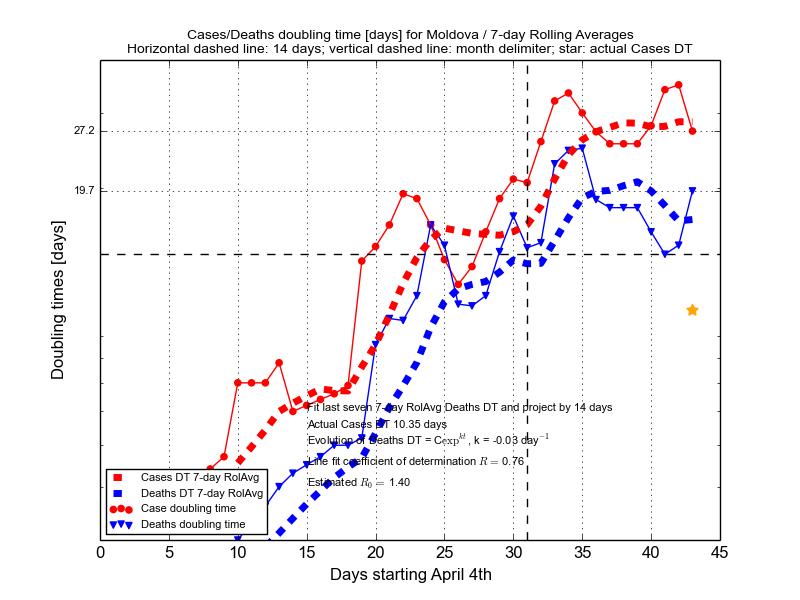 Cases/Deaths doubling time [days] for Moldova / 7-day Rolling Averages
Horizontal dashed line: 14 days; vertical dashed line: month delimiter; star: actual Cases DT
27.2
19.7
Doubling times [days]
Fit last seven 7-day RolAvg Deaths DT and project by 14 days
Actual Cases DT 10.35 days
Evolution of Deaths DT = Cexp^{kt}, k = -0.03 day^{-1}
Line fit coefficient of determination R = 0.76
Estimated R_0 = 1.40
Cases DT 7-day RolAvg
Deaths DT 7-day RolAvg
Case doubling time
Deaths doubling time
0 5 10 15 20 25 30 35 40 45
Days starting April 4th